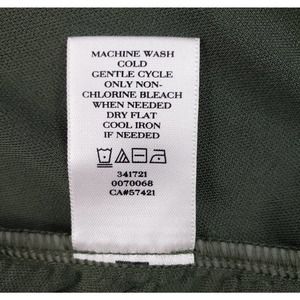 MACHINE WASH
COLD
GENTLE CYCLE
ONLY NON-
CHLORINE BLEACH
WHEN NEEDED
DRY FLAT
COOL IRON
IF NEEDED
341721
0070068
CA#57421